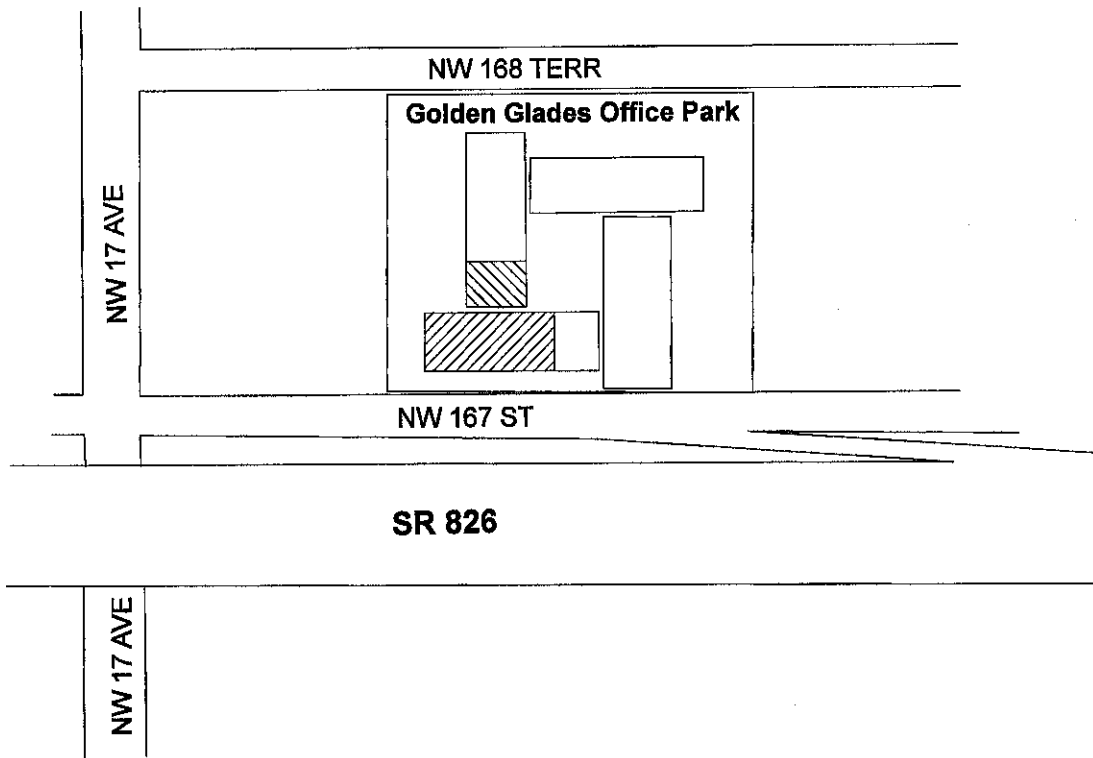 NW 168 TERR
Golden Glades Office Park
NW 17 AVE
NW 167 ST
SR 826
NW 17 AVE